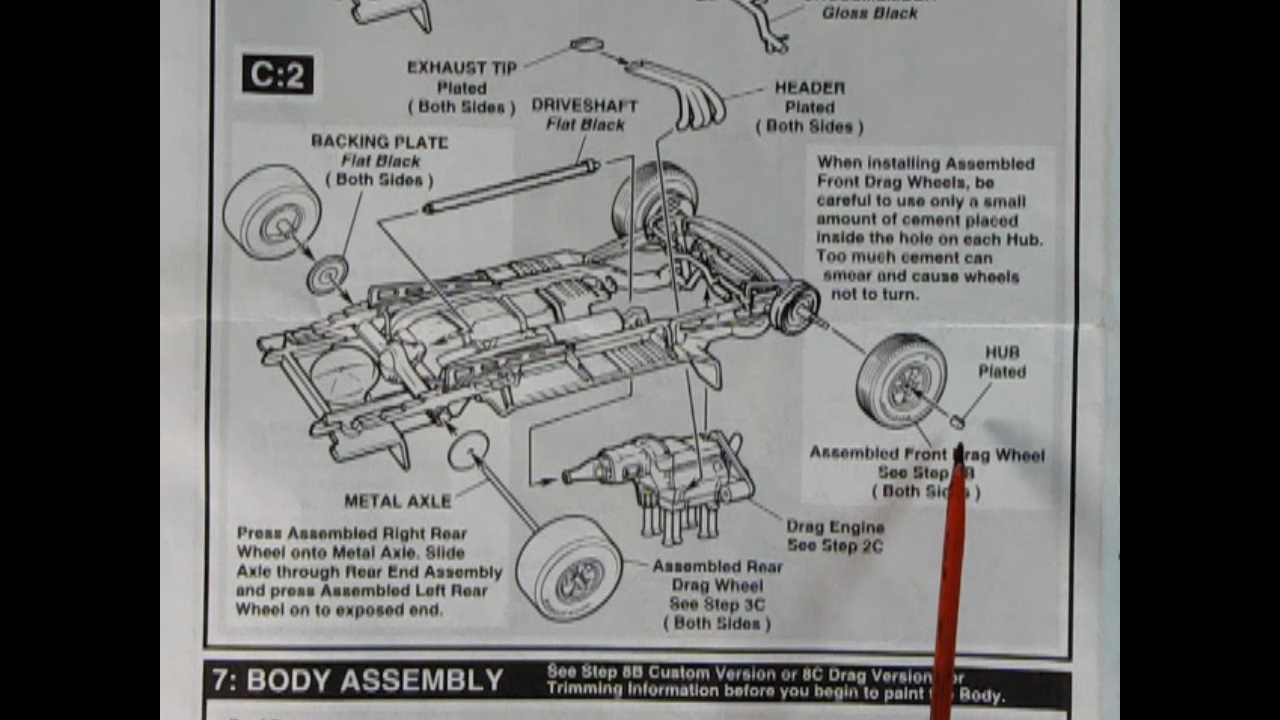 Gloss Black
C:2
EXHAUST TIP
Plated
( Both Sides )
DRIVESHAFT
Flat Black
HEADER
Plated
( Both Sides )
BACKING PLATE
Flat Black
( Both Sides )
When installing Assembled
Front Drag Wheels, be
careful to use only a small
amount of cement placed
inside the hole on each Hub.
Too much cement can
smear and cause wheels
not to turn.
HUB
Plated
Assembled Front Drag Wheel
See Step
( Both Sides )
METAL AXLE
Press Assembled Right Rear
Wheel onto Metal Axle. Slide
Axle through Rear End Assembly
and press Assembled Left Rear
Wheel on to exposed end.
Drag Engine
See Step 2C
Assembled Rear
Drag Wheel
See Step 3C
( Both Sides )
7: BODY ASSEMBLY
See Step 8B Custom Version or 8C Drag Version for
Trimming Information before you begin to paint the Body.